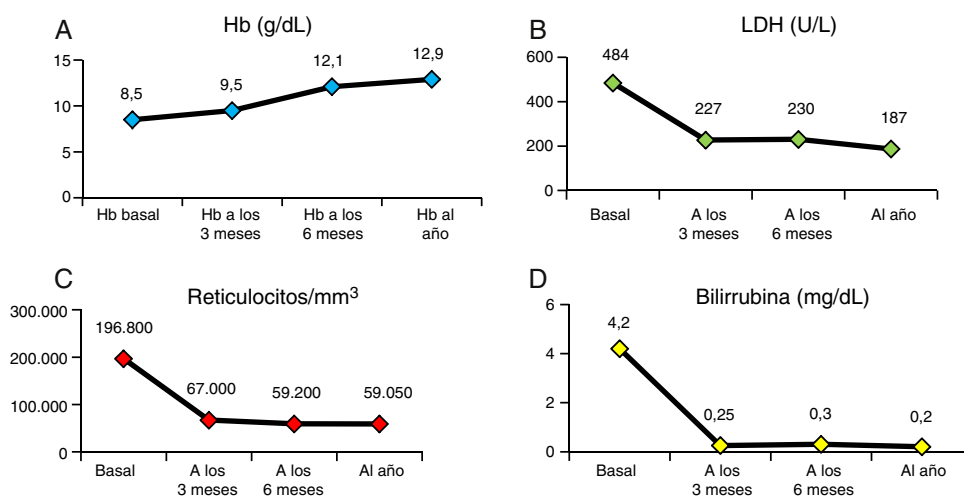 A
Hb (g/dL)
15
10
5
0
8,5
9,5
12,1
12,9
Hb basal
Hb a los
3 meses
Hb a los
6 meses
Hb al
año
B
LDH (U/L)
600
400
200
0
484
227
230
187
Basal
A los
3 meses
A los
6 meses
Al año
C
Reticulocitos/mm³
300.000
200.000
100.000
0
196.800
67.000
59.200
59.050
Basal
A los
3 meses
A los
6 meses
Al año
D
Bilirrubina (mg/dL)
6
4
2
0
4,2
0,25
0,3
0,2
Basal
A los
3 meses
A los
6 meses
Al año